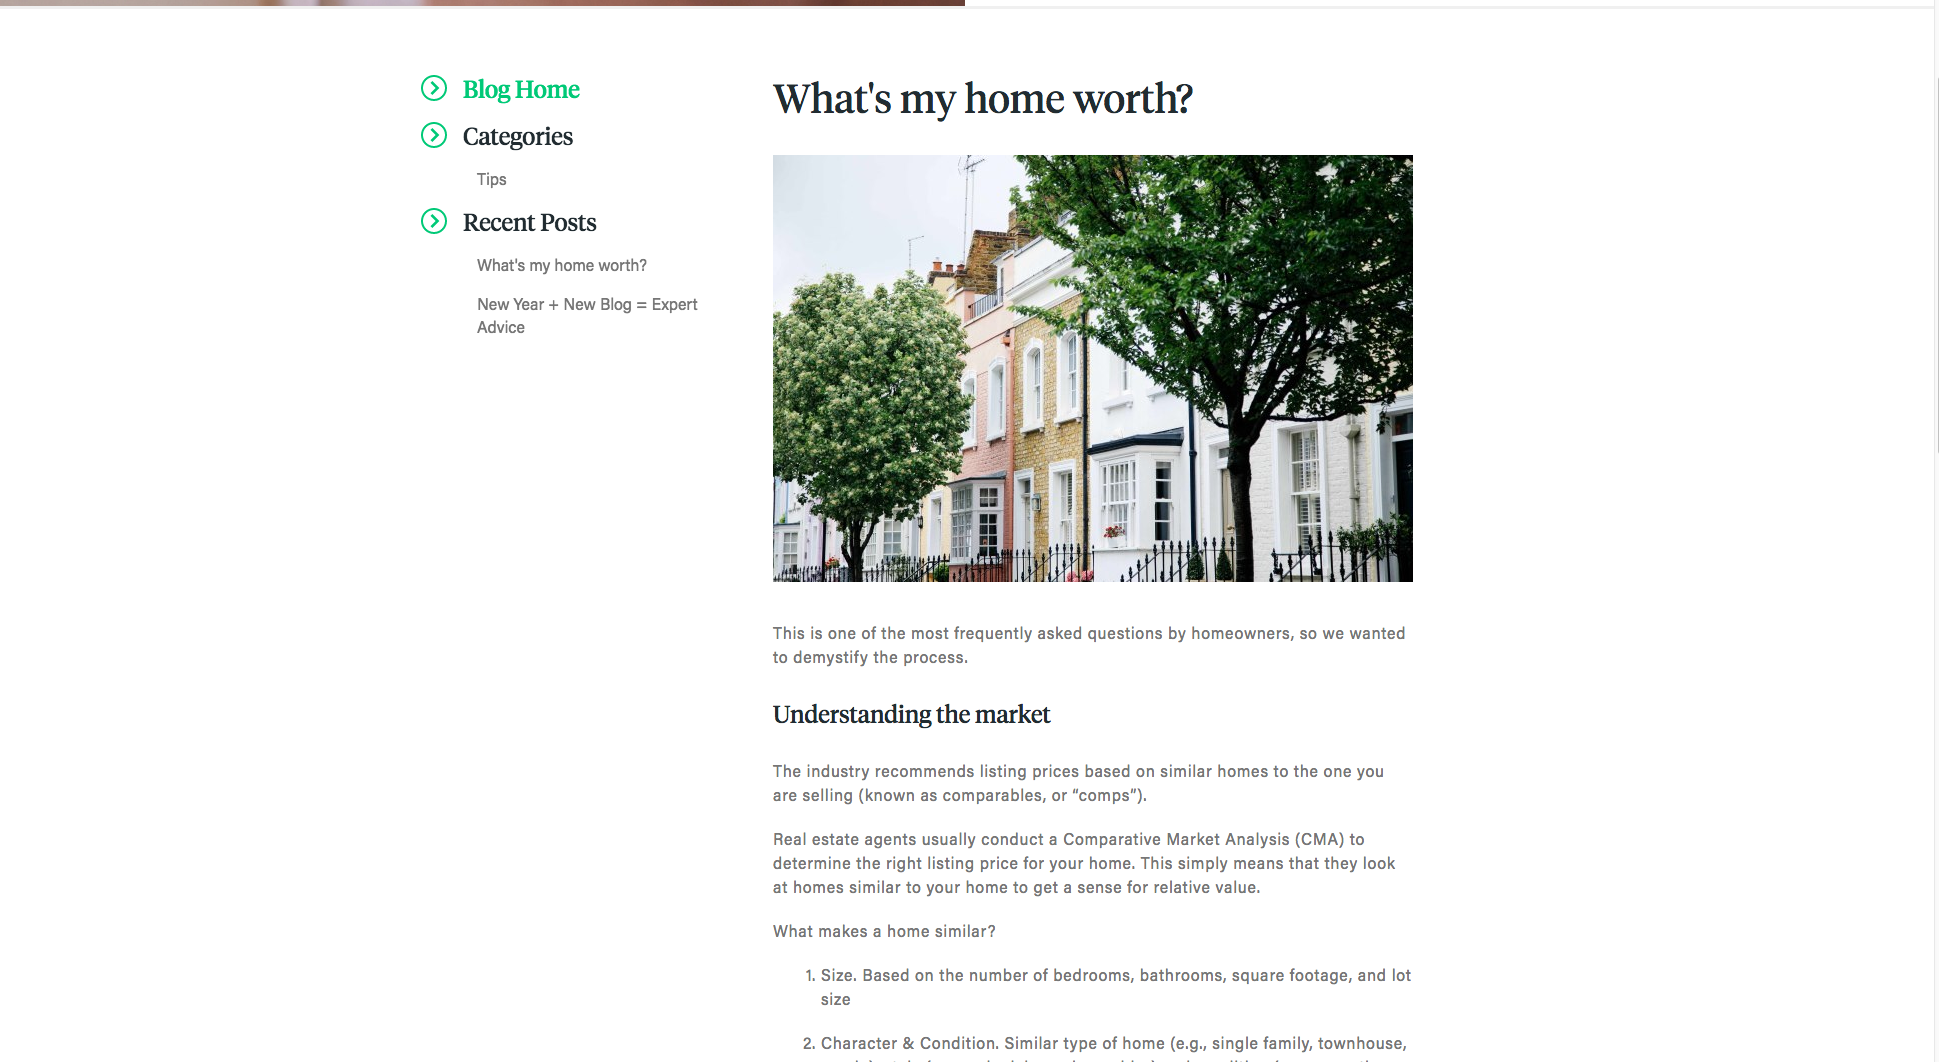 Blog Home
Categories
Tips
Recent Posts
What's my home worth?
New Year + New Blog = Expert
Advice
What's my home worth?
This is one of the most frequently asked questions by homeowners, so we wanted
to demystify the process.
Understanding the market
The industry recommends listing prices based on similar homes to the one you
are selling (known as comparables, or “comps”).
Real estate agents usually conduct a Comparative Market Analysis (CMA) to
determine the right listing price for your home. This simply means that they look
at homes similar to your home to get a sense for relative value.
What makes a home similar?
1. Size. Based on the number of bedrooms, bathrooms, square footage, and lot
size
2. Character & Condition. Similar type of home (e.g., single family, townhouse,